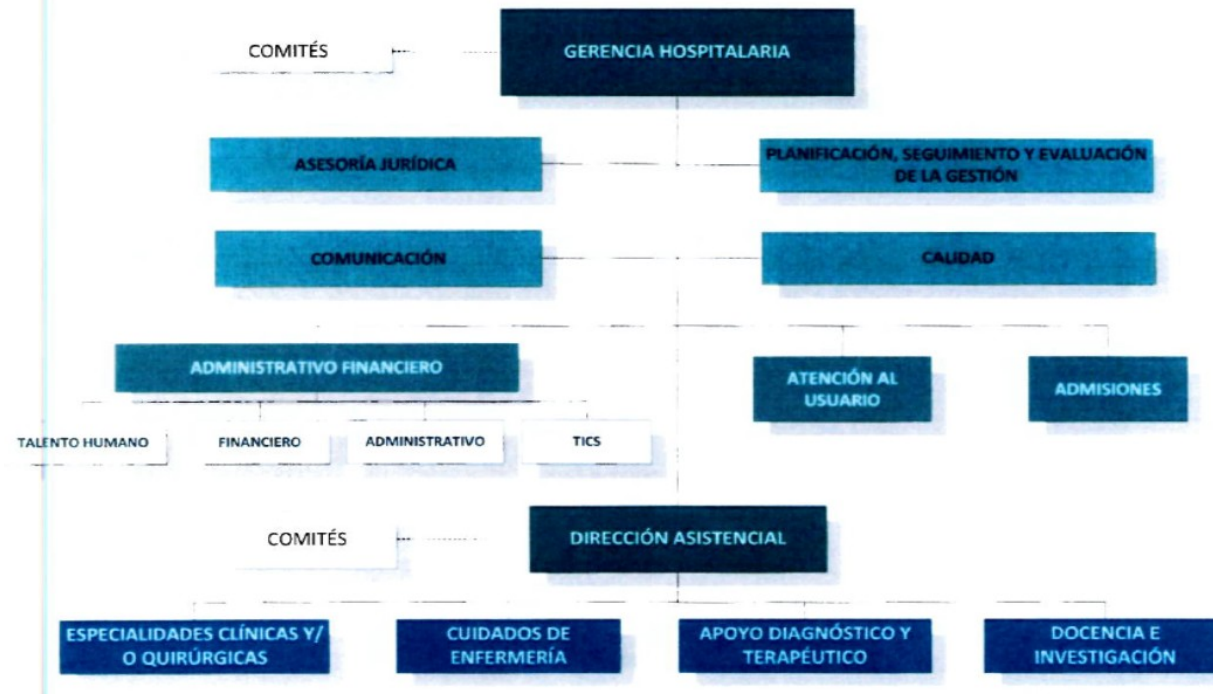 COMITÉS
GERENCIA HOSPITALARIA
ASESORÍA JURÍDICA
PLANIFICACIÓN, SEGUIMIENTO Y EVALUACIÓN
DE LA GESTIÓN
COMUNICACIÓN
CALIDAD
ADMINISTRATIVO FINANCIERO
ATENCIÓN AL
USUARIO
ADMISIONES
TALENTO HUMANO
FINANCIERO
ADMINISTRATIVO
TICS
COMITÉS
DIRECCIÓN ASISTENCIAL
ESPECIALIDADES CLÍNICAS Y/
O QUIRÚRGICAS
CUIDADOS DE
ENFERMERÍA
APOYO DIAGNÓSTICO Y
TERAPÉUTICO
DOCENCIA E
INVESTIGACIÓN